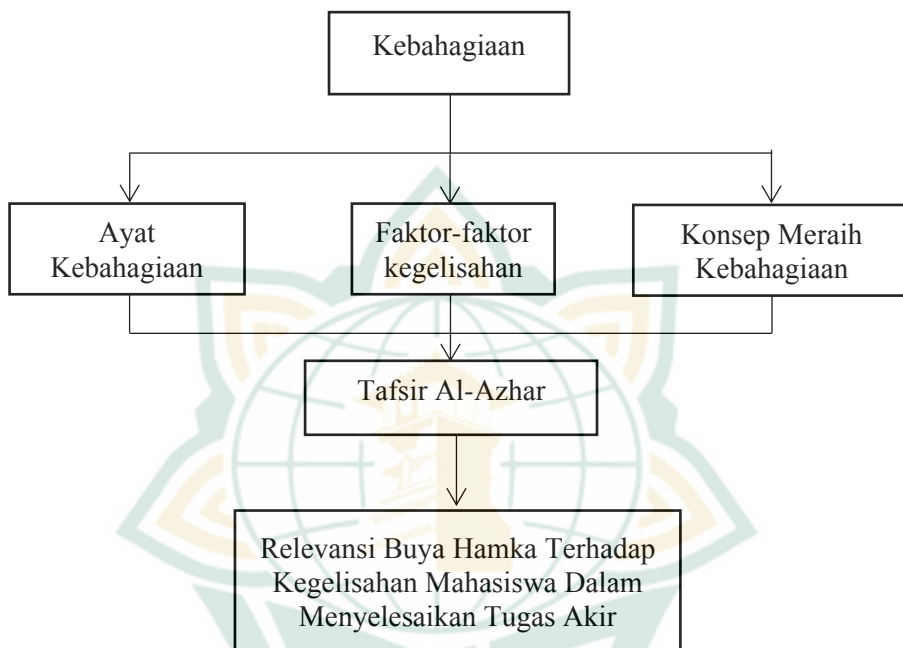 Kebahagiaan
Ayat
Kebahagiaan
Faktor-faktor
kegelisahan
Konsep Meraih
Kebahagiaan
Tafsir Al-Azhar
Relevansi Buya Hamka Terhadap
Kegelisahan Mahasiswa Dalam
Menyelesaikan Tugas Akir